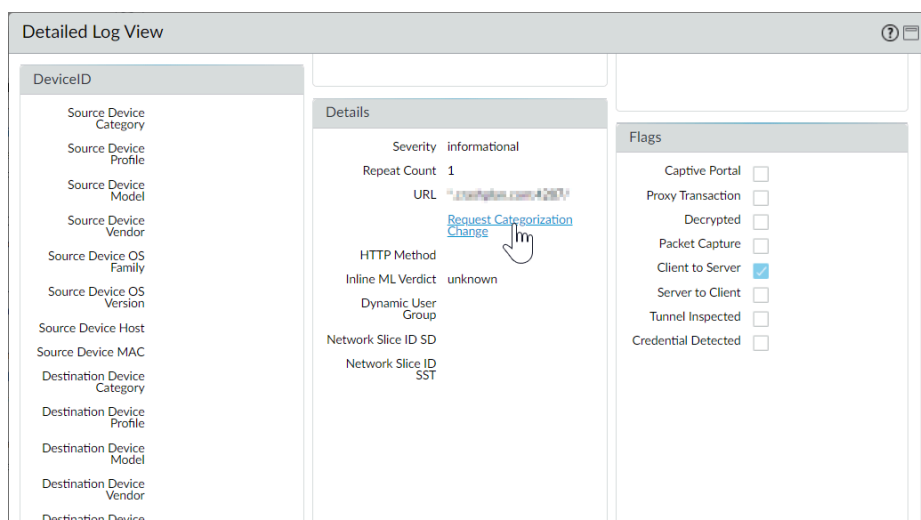 Detailed Log View
DeviceID
Source Device
Category
Source Device
Profile
Source Device
Model
Source Device
Vendor
Source Device OS
Family
Source Device OS
Version
Source Device Host
Source Device MAC
Destination Device
Category
Destination Device
Profile
Destination Device
Model
Destination Device
Vendor
Destination Device
Details
Severity informational
Repeat Count 1
URL
Request Categorization
Change
HTTP Method
Inline ML Verdict unknown
Dynamic User
Group
Network Slice ID SD
Network Slice ID
SST
Flags
Captive Portal
Proxy Transaction
Decrypted
Packet Capture
Client to Server
Server to Client
Tunnel Inspected
Credential Detected